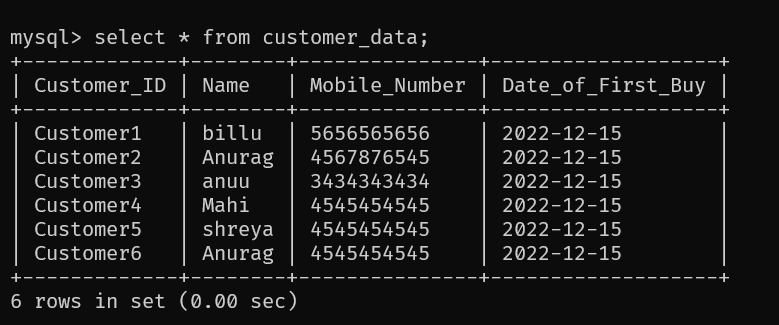 mysql> select * from customer_data;
+-------------+--------+---------------+-------------------+
| Customer_ID | Name   | Mobile_Number | Date_of_First_Buy |
+-------------+--------+---------------+-------------------+
| Customer1   | billu  | 5656565656    | 2022-12-15        |
| Customer2   | Anurag | 4567876545    | 2022-12-15        |
| Customer3   | anuu   | 3434343434    | 2022-12-15        |
| Customer4   | Mahi   | 4545454545    | 2022-12-15        |
| Customer5   | shreya | 4545454545    | 2022-12-15        |
| Customer6   | Anurag | 4545454545    | 2022-12-15        |
+-------------+--------+---------------+-------------------+
6 rows in set (0.00 sec)